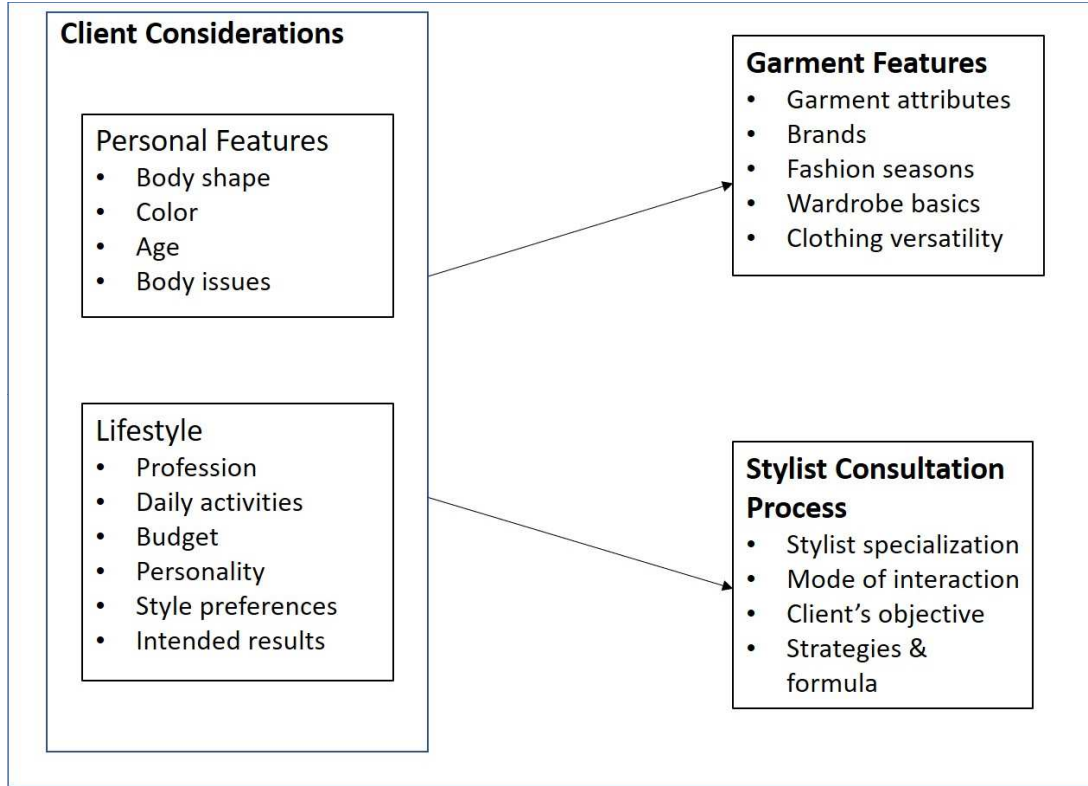 Client Considerations
Personal Features
• Body shape
• Color
• Age
• Body issues
Lifestyle
• Profession
• Daily activities
• Budget
• Personality
• Style preferences
• Intended results
Garment Features
• Garment attributes
• Brands
• Fashion seasons
• Wardrobe basics
• Clothing versatility
Stylist Consultation
Process
• Stylist specialization
• Mode of interaction
• Client’s objective
• Strategies &
formula